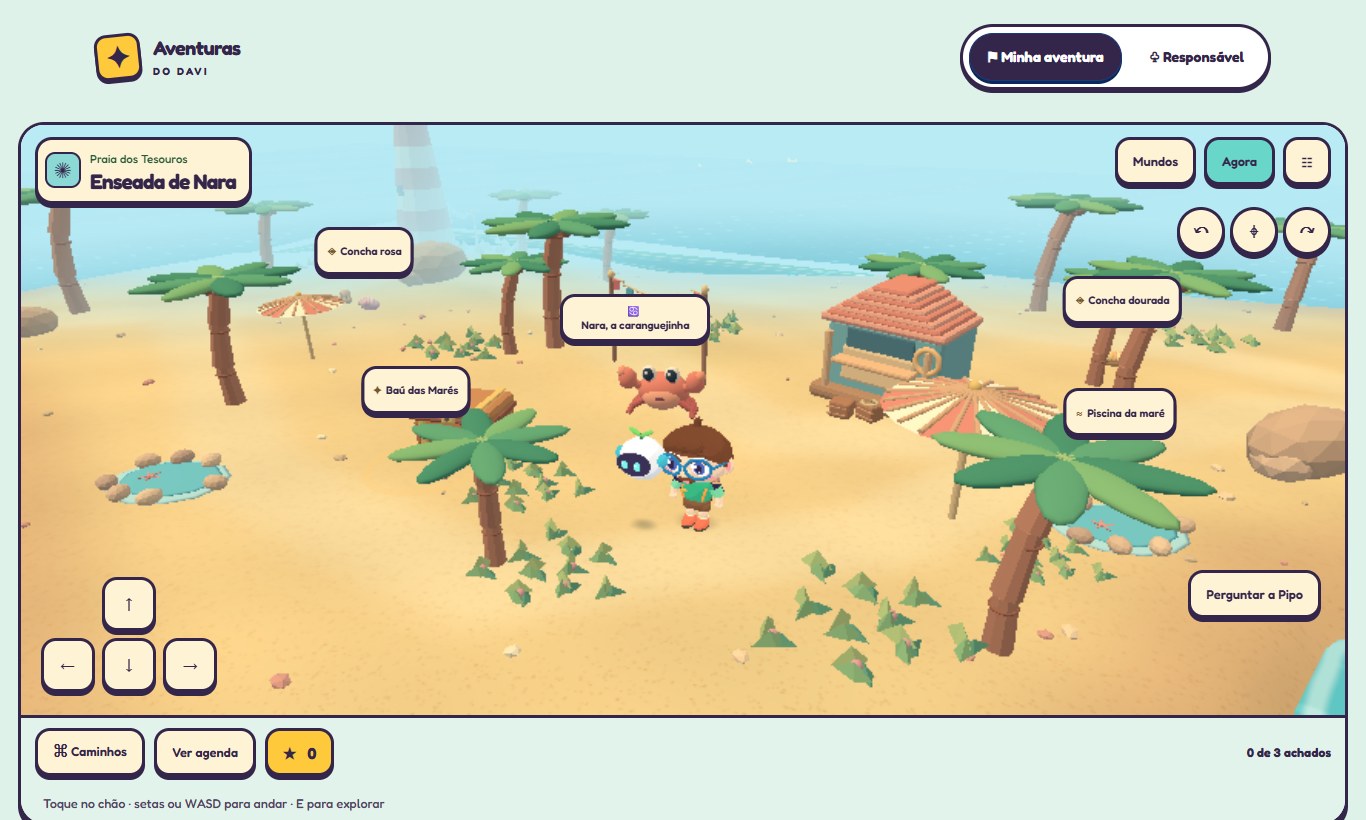 Aventuras
DO DAVI
Minha aventura
Responsável
Praia dos Tesouros
Enseada de Nara
Mundos
Agora
Concha rosa
Nara, a caranguejinha
Concha dourada
Baú das Marés
Piscina da maré
Perguntar a Pipo
↑
← ↓ →
⌘ Caminhos
Ver agenda
★ 0
0 de 3 achados
Toque no chão · setas ou WASD para andar · E para explorar